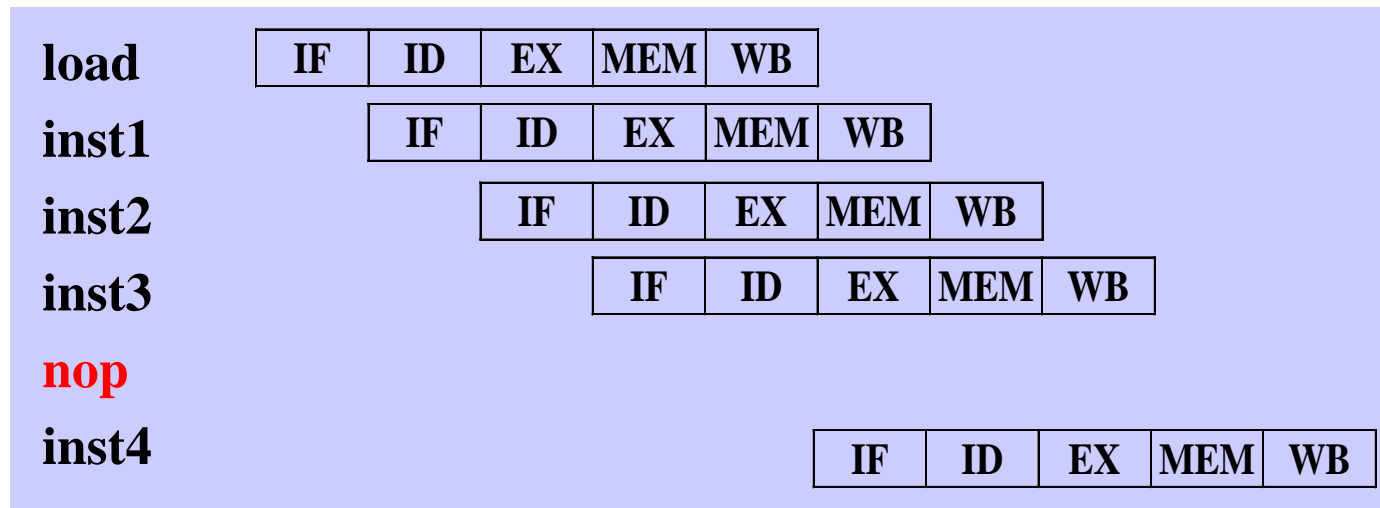 load IF ID EX MEM WB
inst1 IF ID EX MEM WB
inst2 IF ID EX MEM WB
inst3 IF ID EX MEM WB
nop
inst4 IF ID EX MEM WB